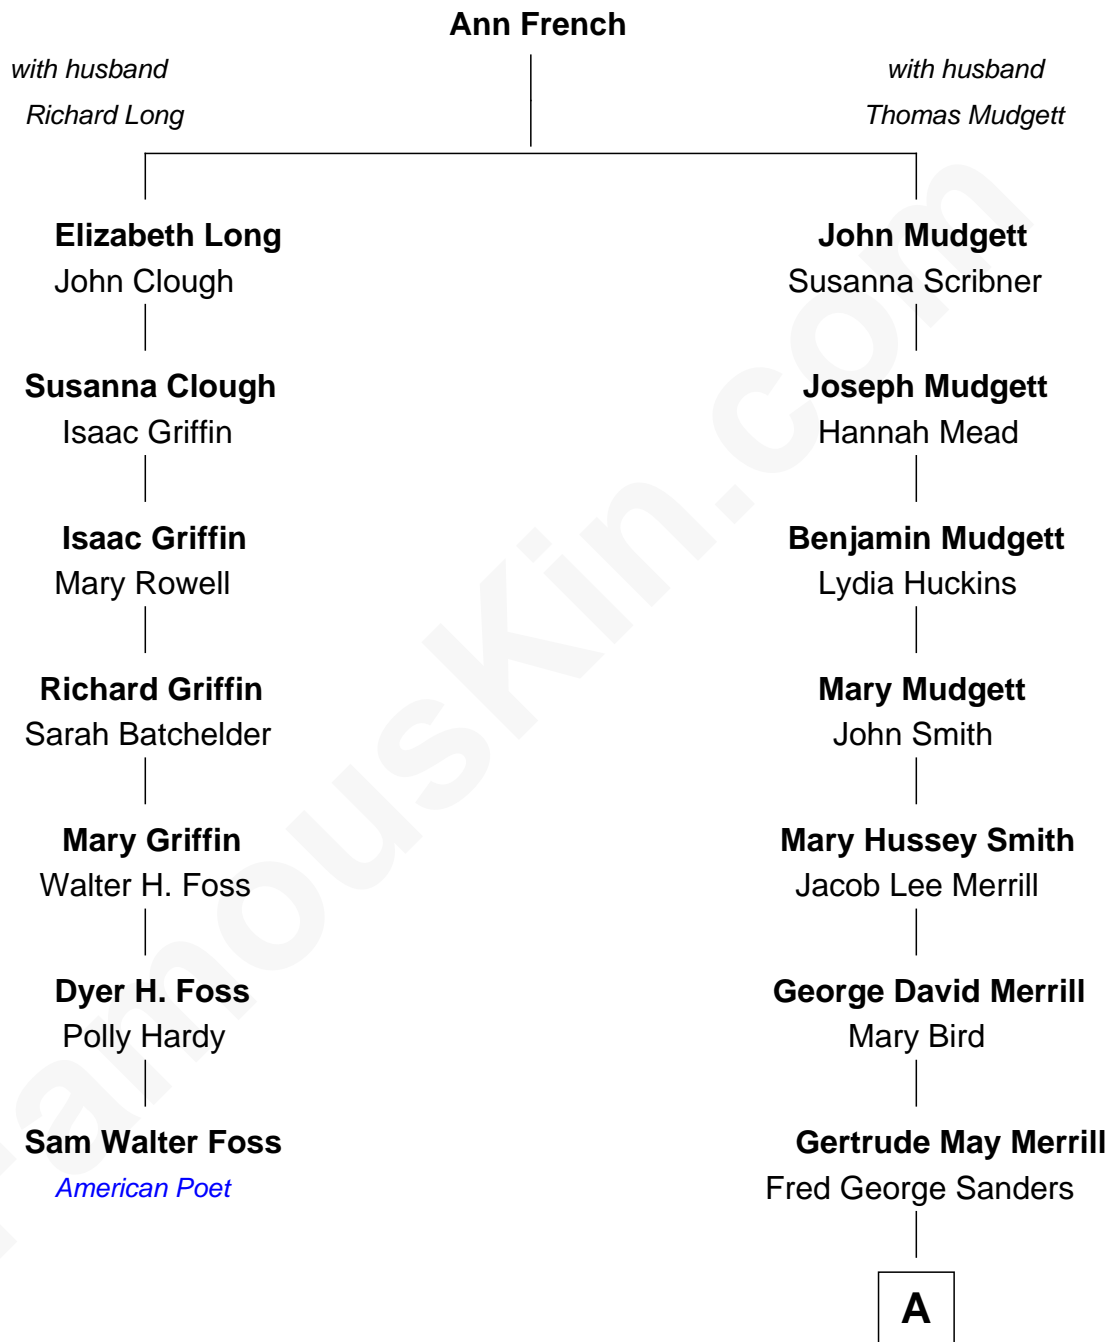 Ann French
with husband
Richard Long
with husband
Thomas Mudgett
Elizabeth Long
John Clough
John Mudgett
Susanna Scribner
Susanna Clough
Isaac Griffin
Joseph Mudgett
Hannah Mead
Isaac Griffin
Mary Rowell
Benjamin Mudgett
Lydia Huckins
Richard Griffin
Sarah Batchelder
Mary Mudgett
John Smith
Mary Griffin
Walter H. Foss
Mary Hussey Smith
Jacob Lee Merrill
Dyer H. Foss
Polly Hardy
George David Merrill
Mary Bird
Sam Walter Foss
American Poet
Gertrude May Merrill
Fred George Sanders
A
FamousKin.com